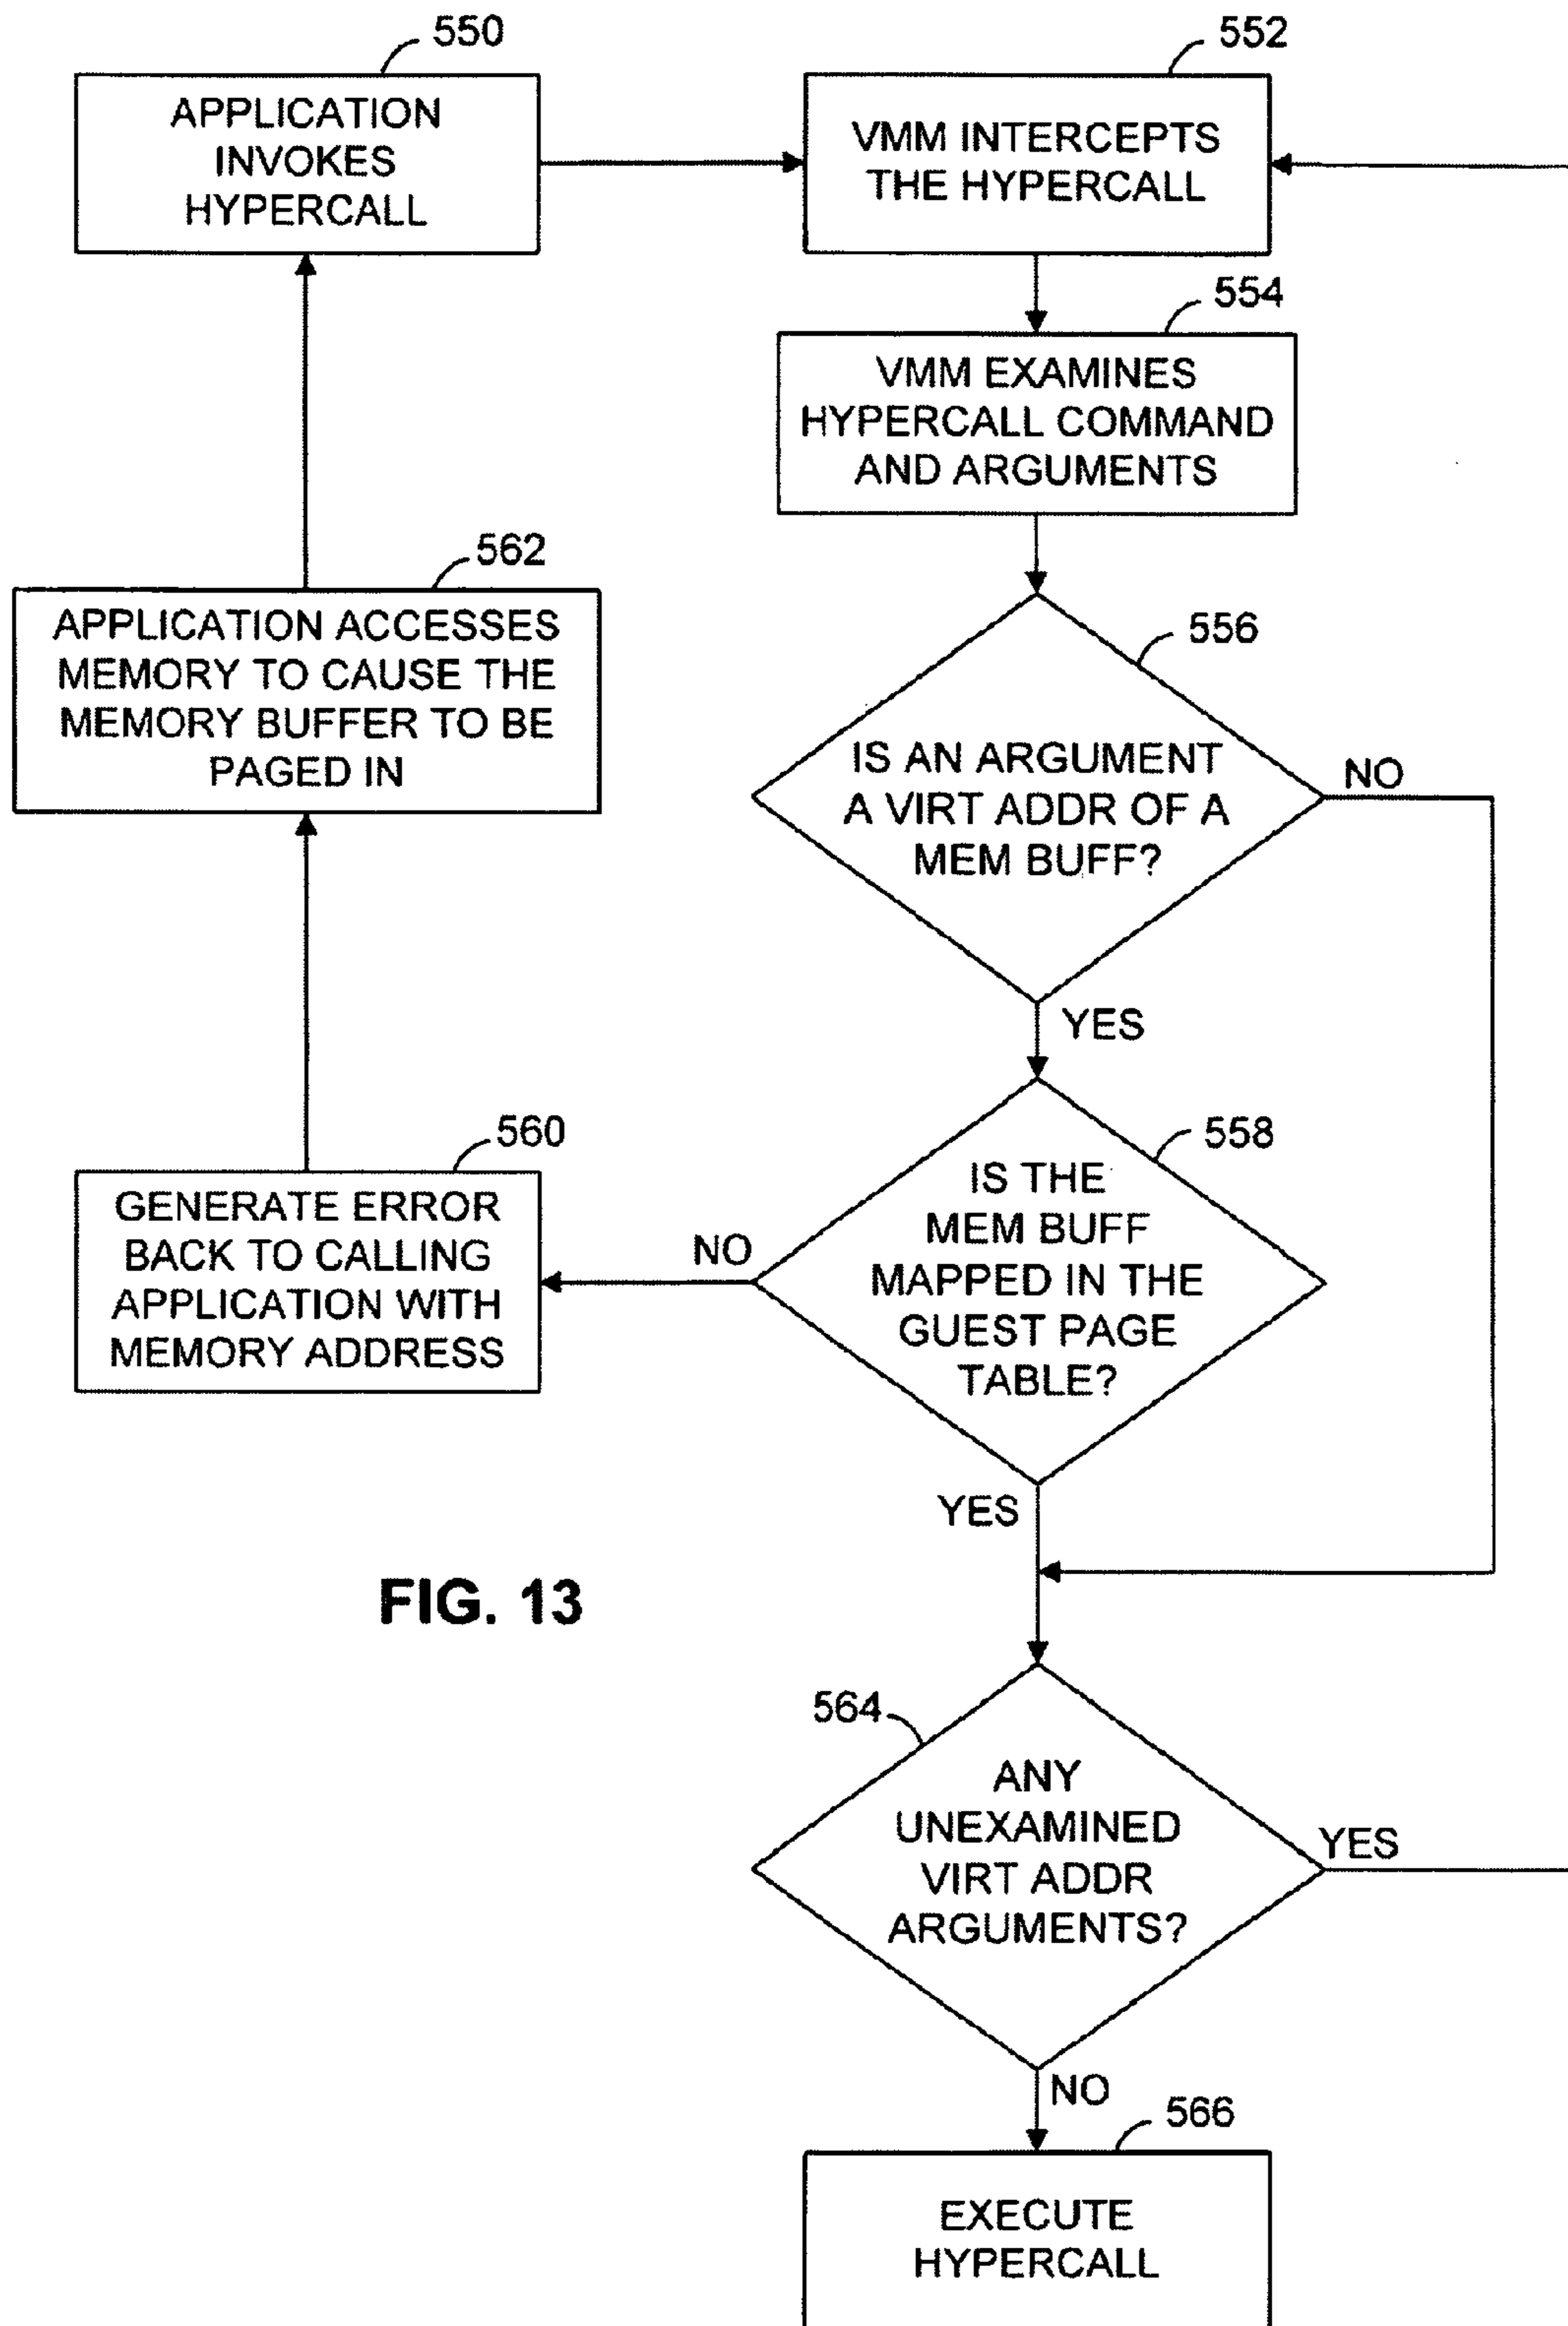 550
APPLICATION
INVOKES
HYPERCALL
552
VMM INTERCEPTS
THE HYPERCALL
554
VMM EXAMINES
HYPERCALL COMMAND
AND ARGUMENTS
562
APPLICATION ACCESSES
MEMORY TO CAUSE THE
MEMORY BUFFER TO BE
PAGED IN
556
IS AN ARGUMENT
A VIRT ADDR OF A
MEM BUFF?
NO
YES
560
GENERATE ERROR
BACK TO CALLING
APPLICATION WITH
MEMORY ADDRESS
NO
558
IS THE
MEM BUFF
MAPPED IN THE
GUEST PAGE
TABLE?
YES
FIG. 13
564
ANY
UNEXAMINED
VIRT ADDR
ARGUMENTS?
YES
NO
566
EXECUTE
HYPERCALL